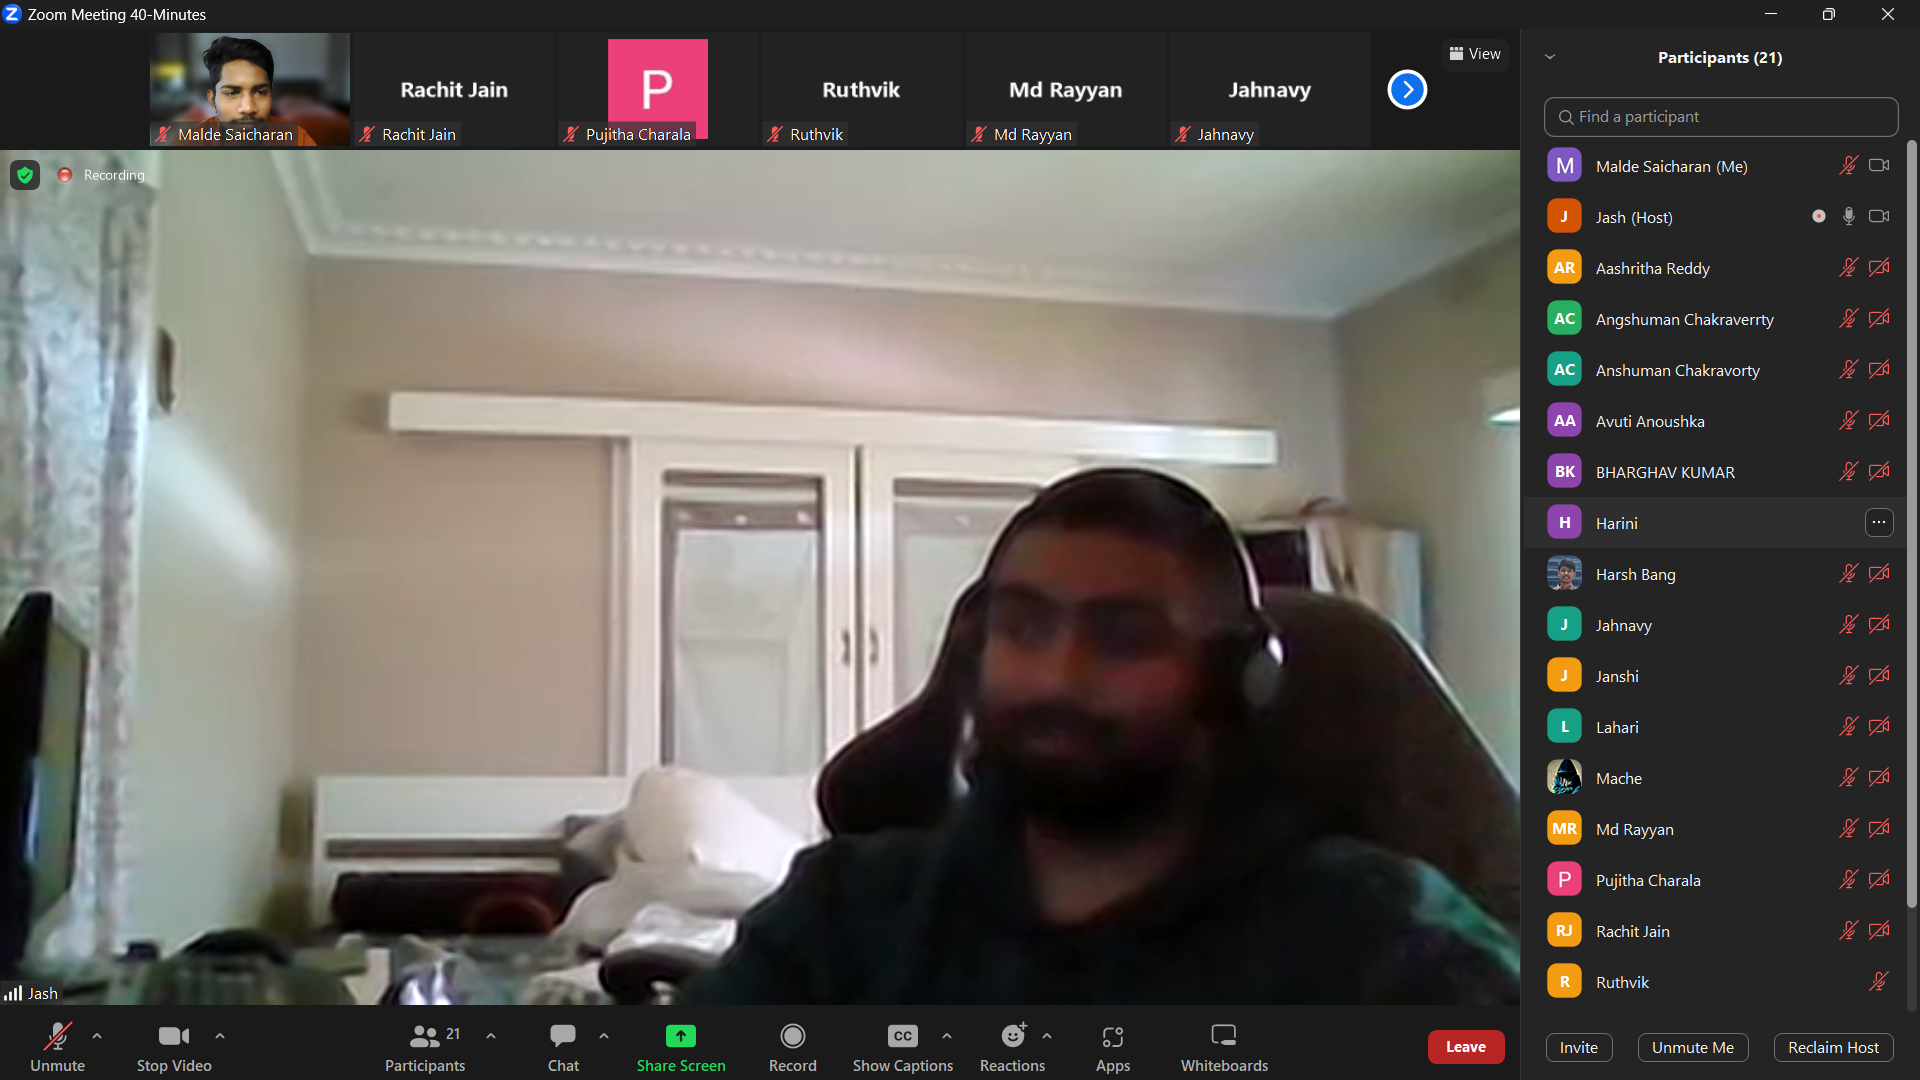 Z Zoom Meeting 40-Minutes
Rachit Jain
P
Ruthvik
Md Rayyan
Jahnavy
View
Malde Saicharan
Rachit Jain
Pujitha Charala
Ruthvik
Md Rayyan
Jahnavy
Recording
Jash
Participants (21)
Find a participant
M Malde Saicharan (Me)
J Jash (Host)
AR Aashritha Reddy
AC Angshuman Chakraverrty
AC Anshuman Chakravorty
AA Avuti Anoushka
BK BHARGHAV KUMAR
H Harini
Harsh Bang
J Jahnavy
J Janshi
L Lahari
Mache
MR Md Rayyan
P Pujitha Charala
RJ Rachit Jain
R Ruthvik
21
CC
Unmute
Stop Video
Participants
Chat
Share Screen
Record
Show Captions
Reactions
Apps
Whiteboards
Leave
Invite
Unmute Me
Reclaim Host